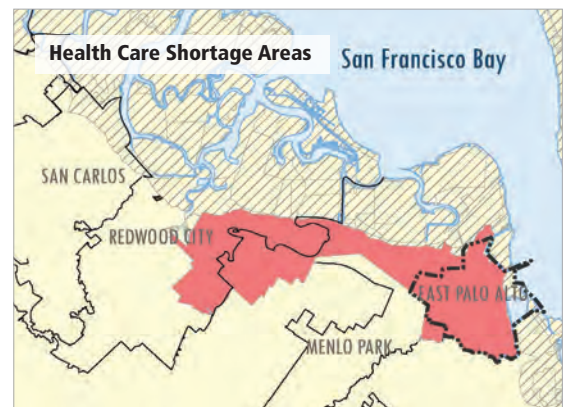 Health Care Shortage Areas
San Francisco Bay
SAN CARLOS
REDWOOD CITY
EAST PALO ALTO
MENLO PARK